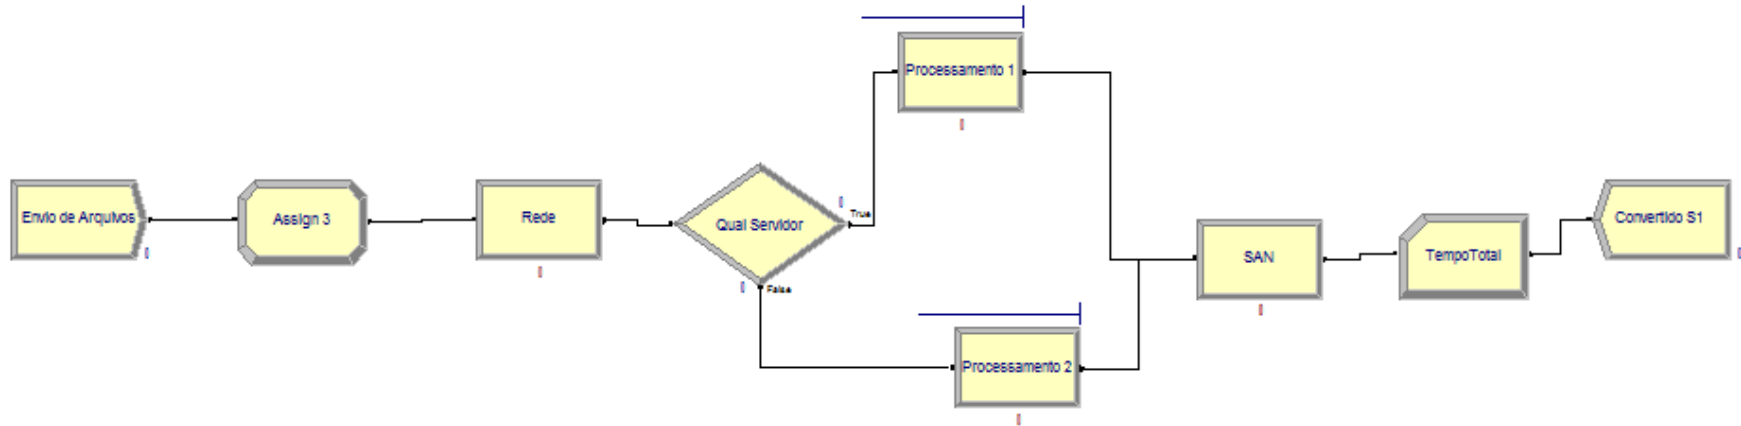 Envio de Arquivos
Assign 3
Rede
Qual Servidor
True
False
Processamento 1
Processamento 2
SAN
TempoTotal
Convertido S1